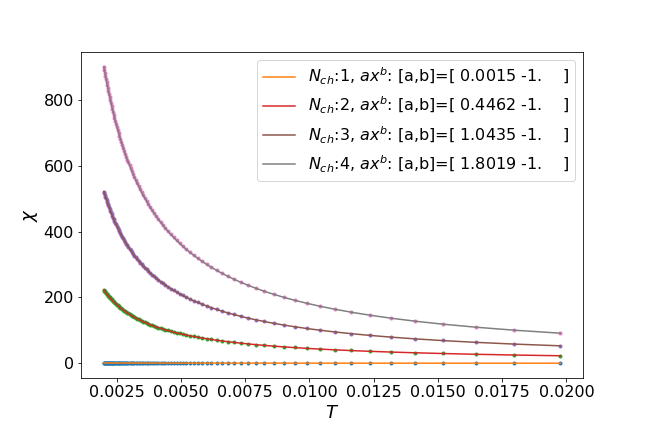 N_ch:1, ax^b: [a,b]=[ 0.0015 -1. ]
N_ch:2, ax^b: [a,b]=[ 0.4462 -1. ]
N_ch:3, ax^b: [a,b]=[ 1.0435 -1. ]
N_ch:4, ax^b: [a,b]=[ 1.8019 -1. ]
800
600
400
200
0
χ
0.0025 0.0050 0.0075 0.0100 0.0125 0.0150 0.0175 0.0200
T